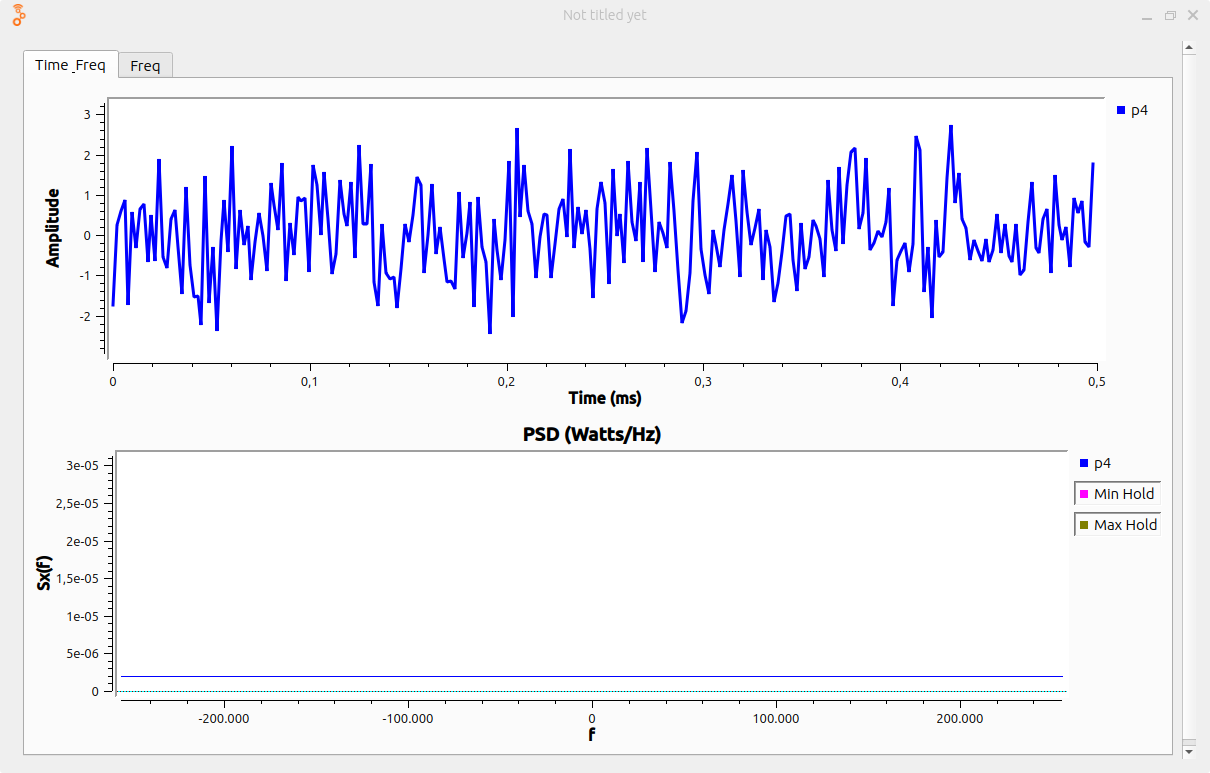 Not titled yet
TIme_Freq
Freq
3
2
1
0
-1
-2
Amplitude
p4
0
0,1
0,2
0,3
0,4
0,5
Time (ms)
PSD (Watts/Hz)
3e-05
2,5e-05
2e-05
1,5e-05
1e-05
5e-06
0
Sx(f)
p4
Min Hold
Max Hold
-200.000
-100.000
0
100.000
200.000
f